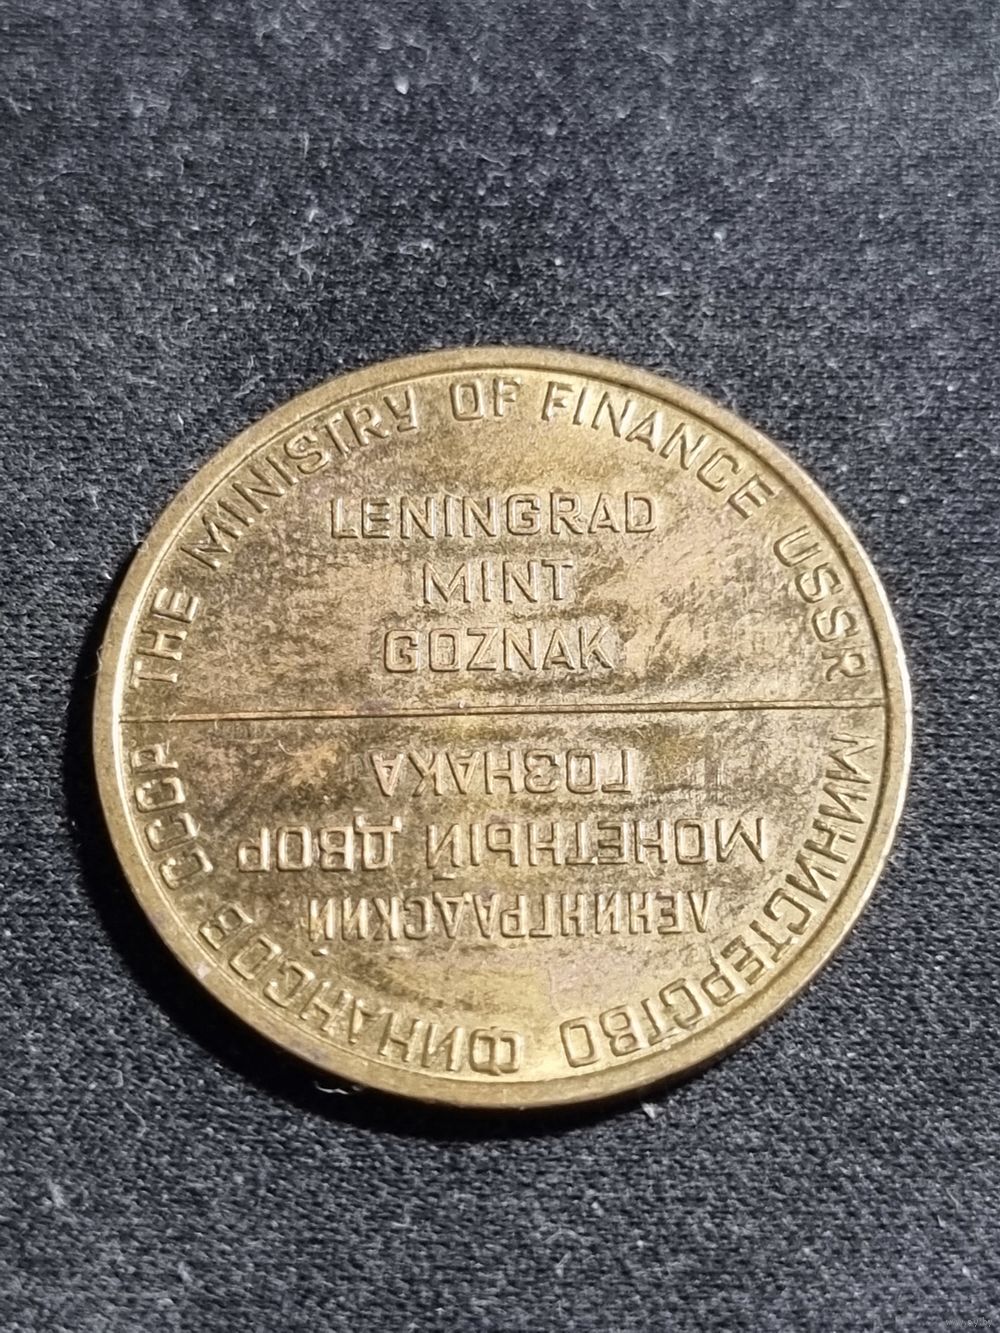 THE MINISTRY OF FINANCE USSR
LENINGRAD
MINT
GOZNAK
МИНИСТЕРСТВО ФИНАНСОВ СССР
ЛЕНИНГРАДСКИЙ
МОНЕТНЫЙ ДВОР
ГОЗНАКА